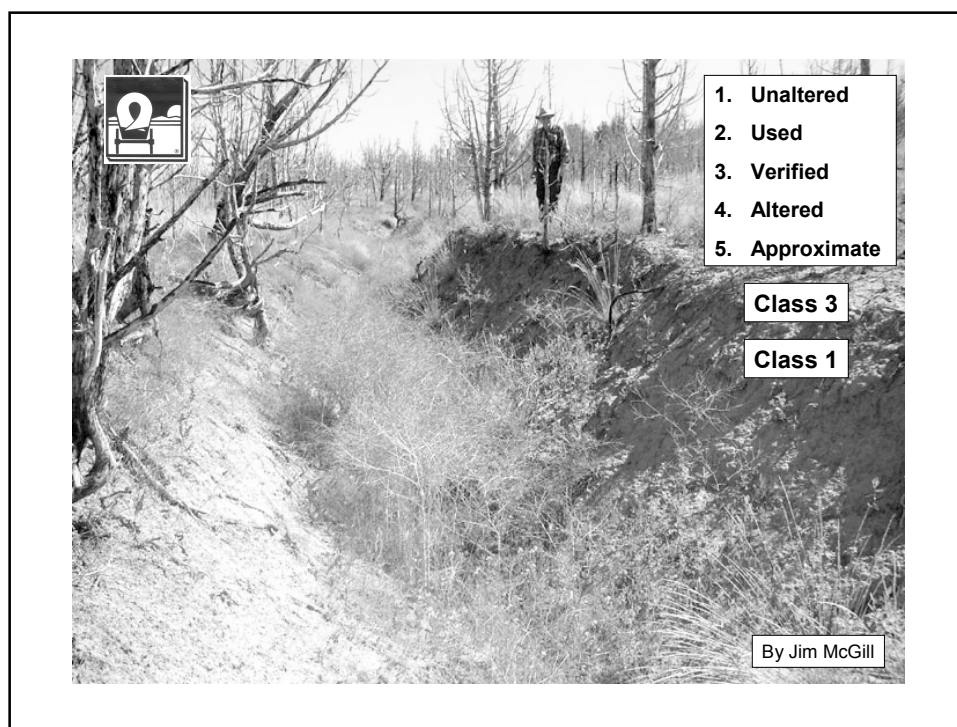 1. Unaltered
2. Used
3. Verified
4. Altered
5. Approximate
Class 3
Class 1
By Jim McGill